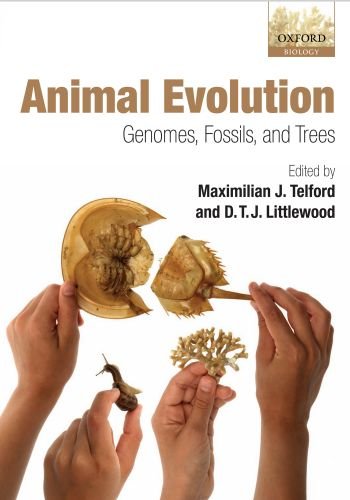 OXFORD
BIOLOGY
Animal Evolution
Genomes, Fossils, and Trees
Edited by
Maximilian J. Telford
and D. T. J. Littlewood